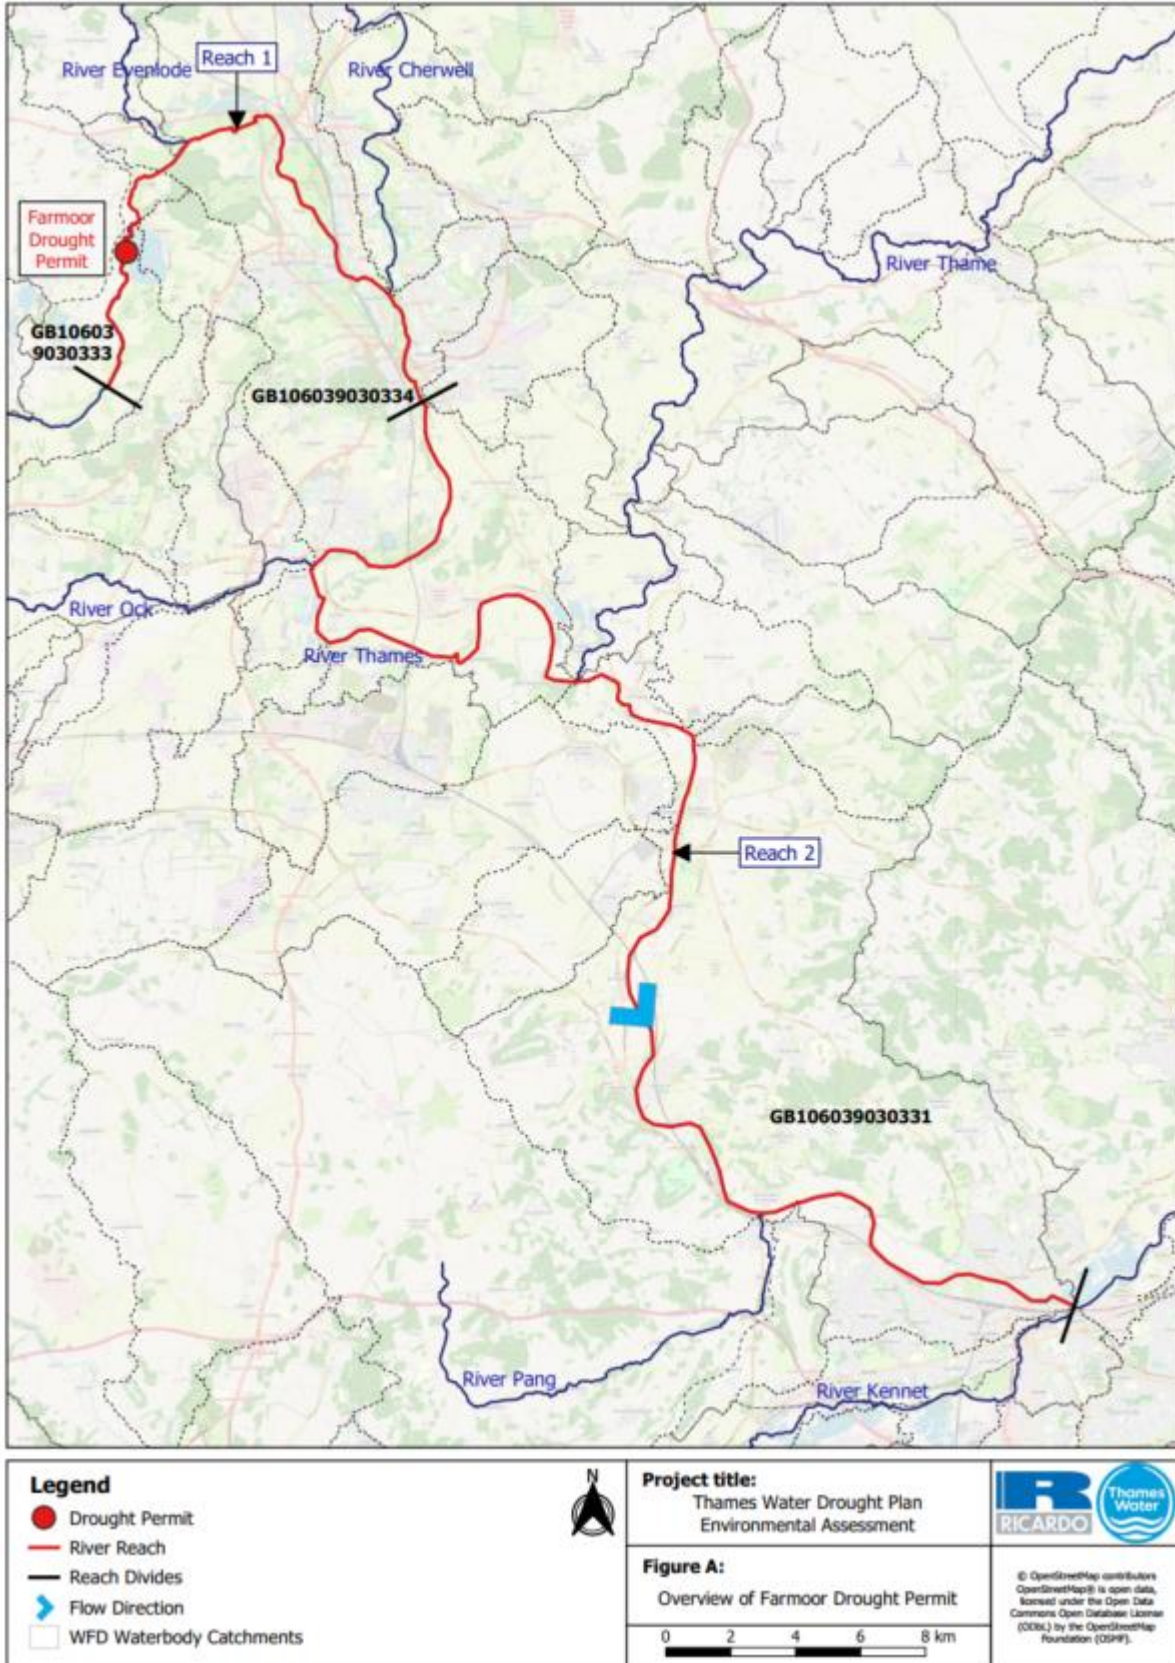 River Evenlode
Reach 1
River Cherwell
Farmoor
Drought
Permit
River Thame
GB10603
9030333
GB106039030334
River Ock
River Thames
Reach 2
GB106039030331
River Pang
River Kennet
Legend
Drought Permit
River Reach
Reach Divides
Flow Direction
WFD Waterbody Catchments
N
Project title:
Thames Water Drought Plan
Environmental Assessment
Figure A:
Overview of Farmoor Drought Permit
0 2 4 6 8 km
R
RICARDO
Thames
Water
© OpenStreetMap contributors
OpenStreetMap® is open data,
licensed under the Open Data
Commons Open Database License
(ODbL) by the OpenStreetMap
Foundation (OSMF).